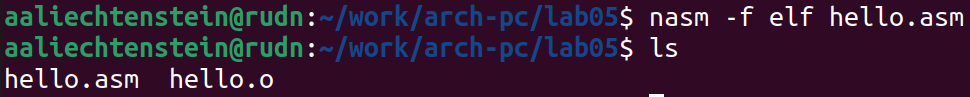 aaliechtenstein@rudn:~/work/arch-pc/lab05$ nasm -f elf hello.asm
aaliechtenstein@rudn:~/work/arch-pc/lab05$ ls
hello.asm  hello.o